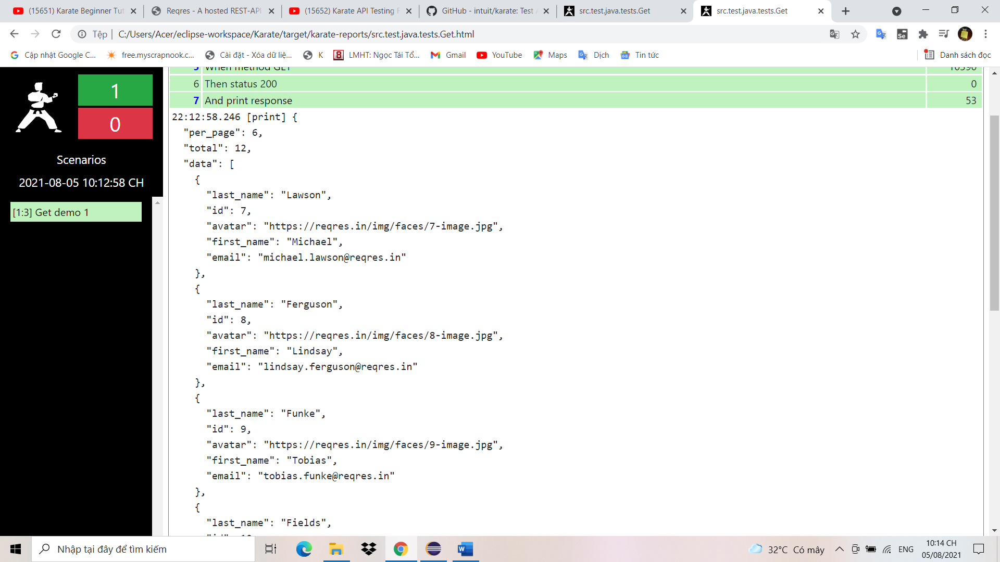 (15651) Karate Beginner Tut
Reqres - A hosted REST-API
(15652) Karate API Testing F
GitHub - intuit/karate: Test A
src.test.java.tests.Get
src.test.java.tests.Get
Tệp | C:/Users/Acer/eclipse-workspace/Karate/target/karate-reports/src.test.java.tests.Get.html
Cập nhật Google C...
free.myscrapnook.c...
Cài đặt - Xóa dữ liệ...
K
LMHT: Ngọc Tái Tổ...
Gmail
YouTube
Maps
Dịch
Tin tức
Danh sách đọc
1
0
Scenarios
2021-08-05 10:12:58 CH
[1:3] Get demo 1
5 When method GET 10390
6 Then status 200 0
7 And print response 53
22:12:58.246 [print] {
"per_page": 6,
"total": 12,
"data": [
{
"last_name": "Lawson",
"id": 7,
"avatar": "https://reqres.in/img/faces/7-image.jpg",
"first_name": "Michael",
"email": "michael.lawson@reqres.in"
},
{
"last_name": "Ferguson",
"id": 8,
"avatar": "https://reqres.in/img/faces/8-image.jpg",
"first_name": "Lindsay",
"email": "lindsay.ferguson@reqres.in"
},
{
"last_name": "Funke",
"id": 9,
"avatar": "https://reqres.in/img/faces/9-image.jpg",
"first_name": "Tobias",
"email": "tobias.funke@reqres.in"
},
{
"last_name": "Fields",
Nhập tại đây để tìm kiếm
32°C Có mây
ENG
10:14 CH
05/08/2021